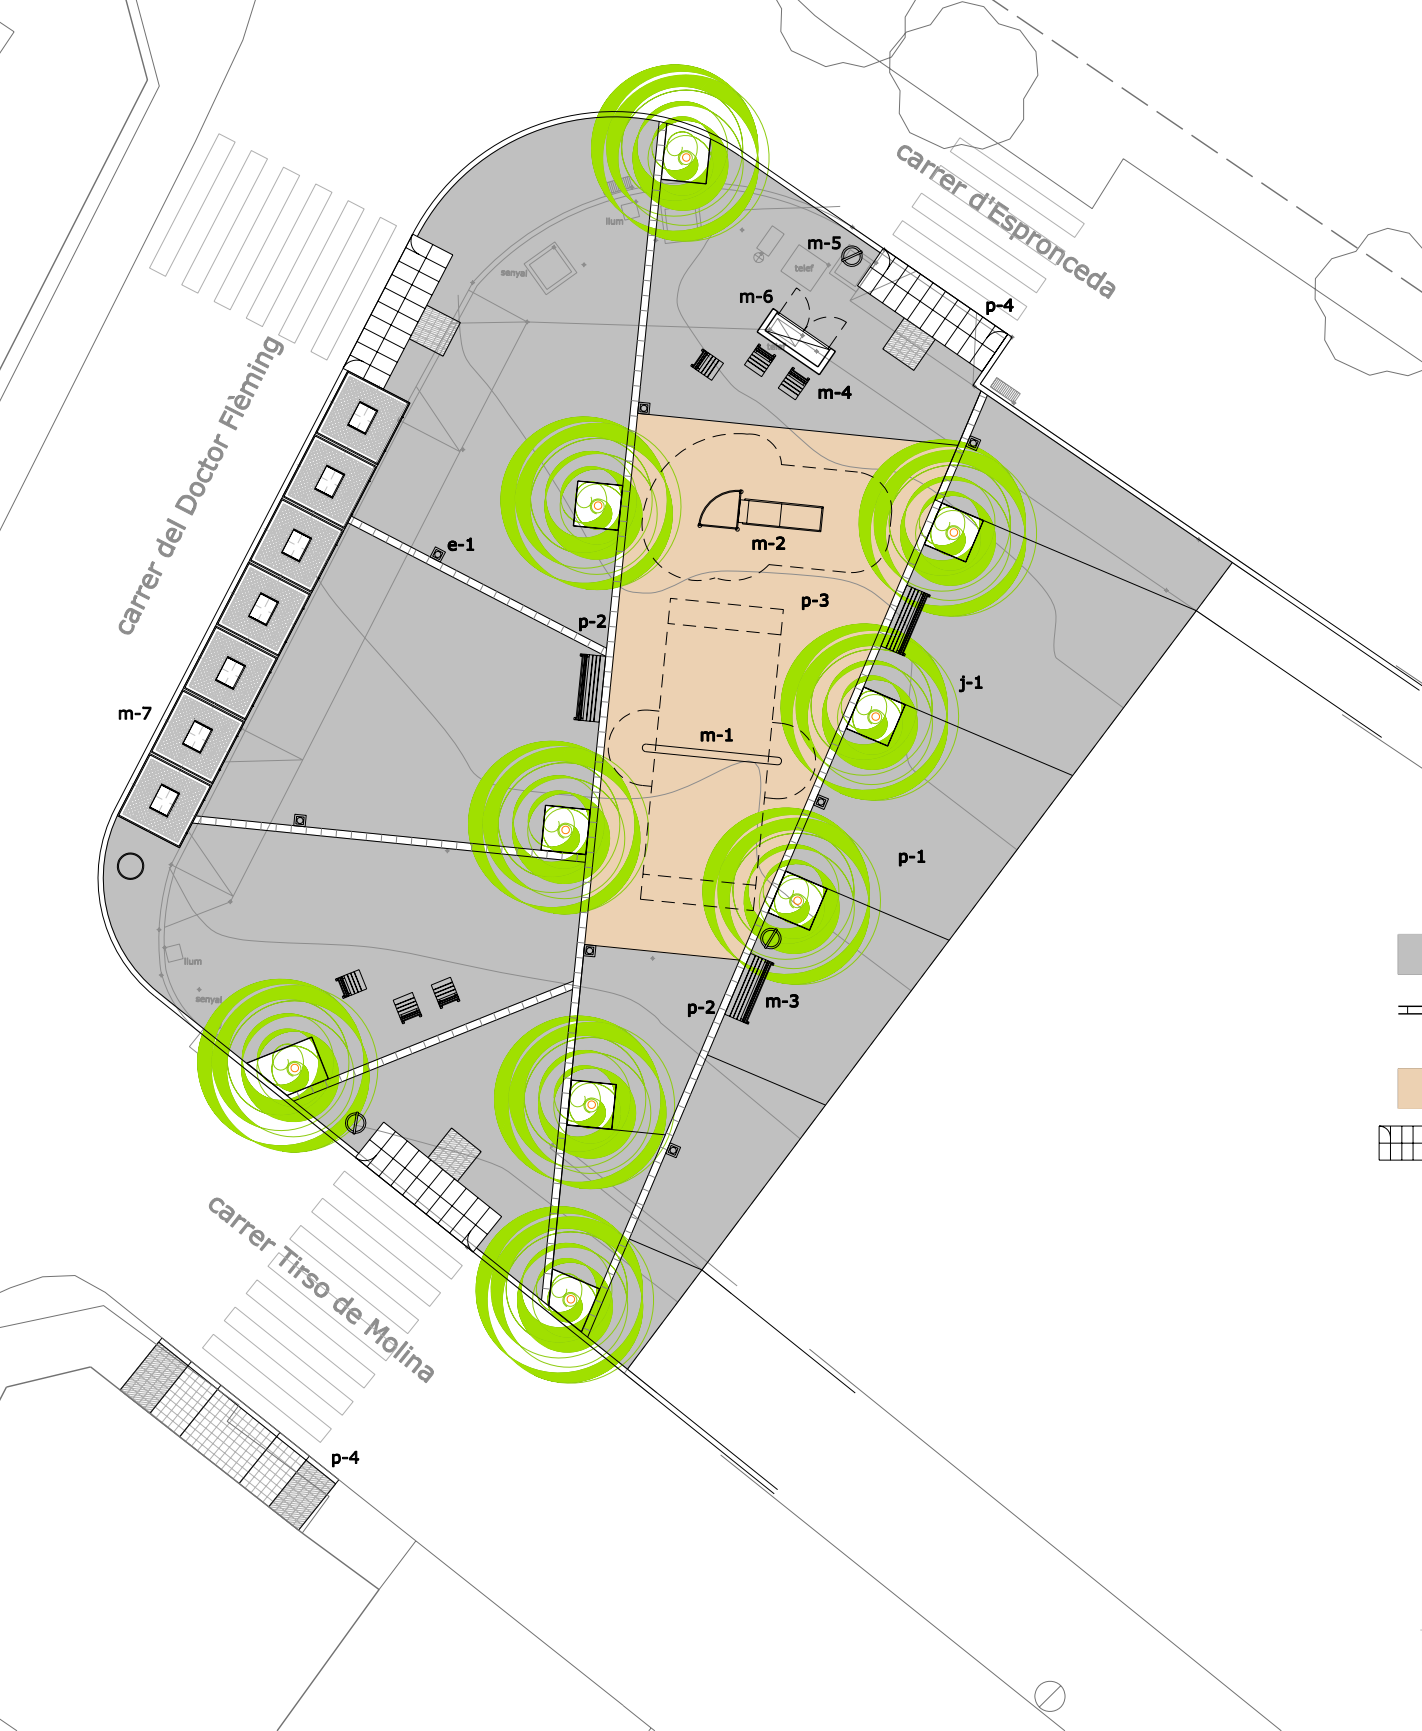 carrer d'Espronceda
llum
m-5
senyal
telef
m-6
p-4
telef
m-4
carrer del Doctor Flèming
m-2
e-1
p-3
p-2
j-1
m-7
m-1
p-1
llum
senyal
m-3
p-2
carrer Tirso de Molina
p-4